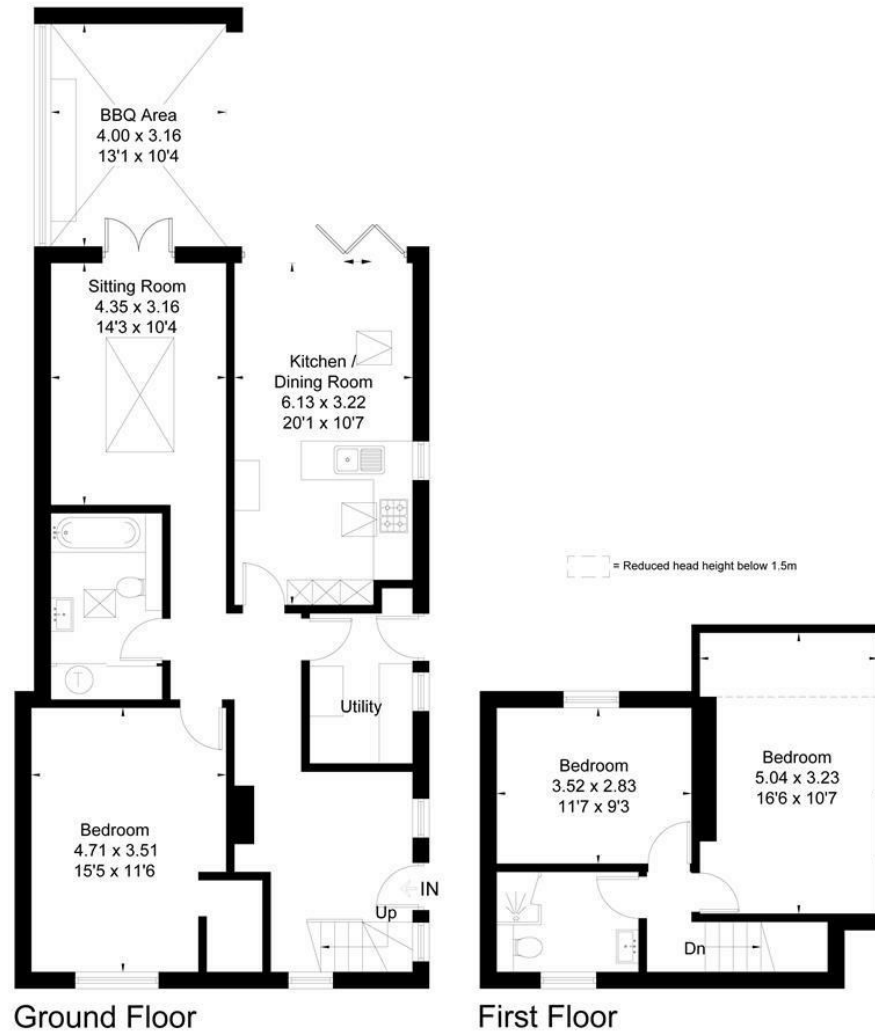 BBQ Area
4.00 x 3.16
13'1 x 10'4
Sitting Room
4.35 x 3.16
14'3 x 10'4
Kitchen /
Dining Room
6.13 x 3.22
20'1 x 10'7
T
Utility
Bedroom
4.71 x 3.51
15'5 x 11'6
IN
Up
Ground Floor
= Reduced head height below 1.5m
Bedroom
3.52 x 2.83
11'7 x 9'3
Bedroom
5.04 x 3.23
16'6 x 10'7
Dn
First Floor